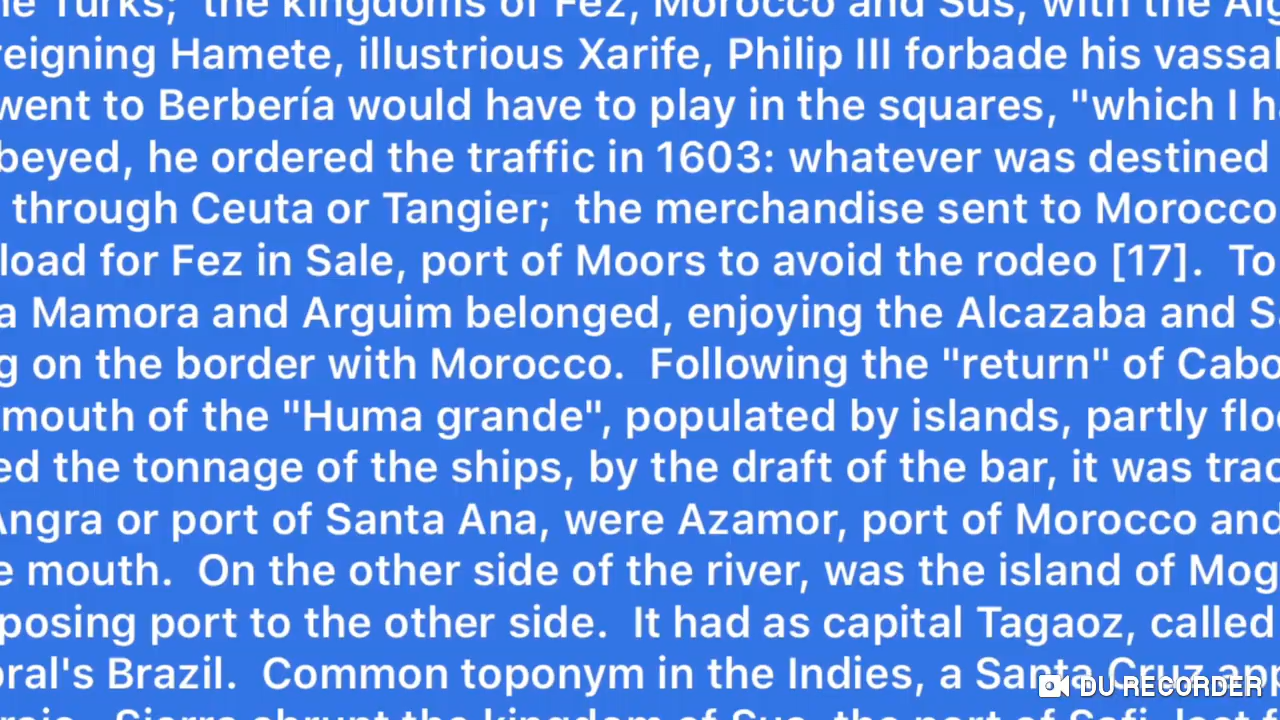 the kingdoms of Fez, Morocco and Sus, with the
reigning Hamete, illustrious Xarife, Philip III forbade his
went to Berbería would have to play in the squares, "which I
he ordered the traffic in 1603: whatever was destined
through Ceuta or Tangier; the merchandise sent to Morocco
for Fez in Sale, port of Moors to avoid the rodeo [17]. To
Mamora and Arguim belonged, enjoying the Alcazaba and
on the border with Morocco. Following the "return" of
mouth of the "Huma grande", populated by islands, partly
the tonnage of the ships, by the draft of the bar, it was
Angra or port of Santa Ana, were Azamor, port of Morocco and
mouth. On the other side of the river, was the island of
port to the other side. It had as capital Tagaoz, called
Brazil. Common toponym in the Indies, a Santa Cruz
DU RECORDER